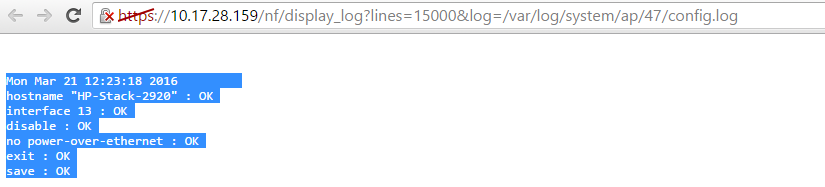 https://10.17.28.159/nf/display_log?lines=15000&log=/var/log/system/ap/47/config.log
Mon Mar 21 12:23:18 2016
hostname "HP-Stack-2920" : OK
interface 13 : OK
disable : OK
no power-over-ethernet : OK
exit : OK
save : OK